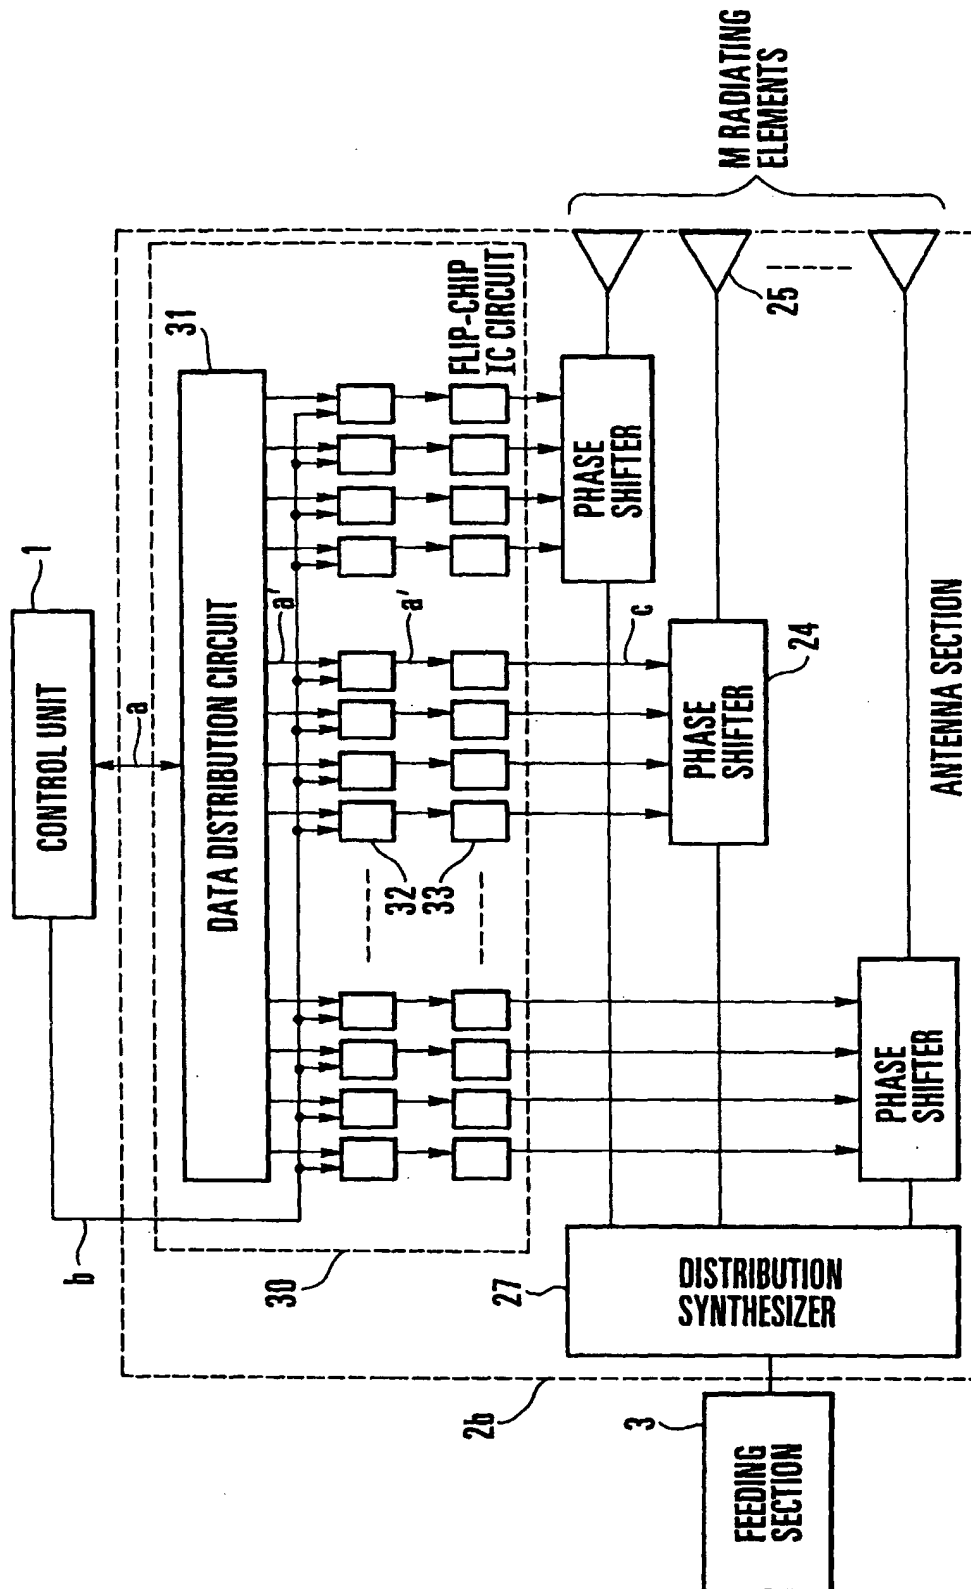 CONTROL UNIT
1
a
b
31
DATA DISTRIBUTION CIRCUIT
a'
a'
FLIP-CHIP
IC CIRCUIT
32
33
30
c
PHASE
SHIFTER
PHASE
SHIFTER
24
PHASE
SHIFTER
M RADIATING
ELEMENTS
25
ANTENNA SECTION
27
DISTRIBUTION
SYNTHESIZER
2b
3
FEEDING
SECTION